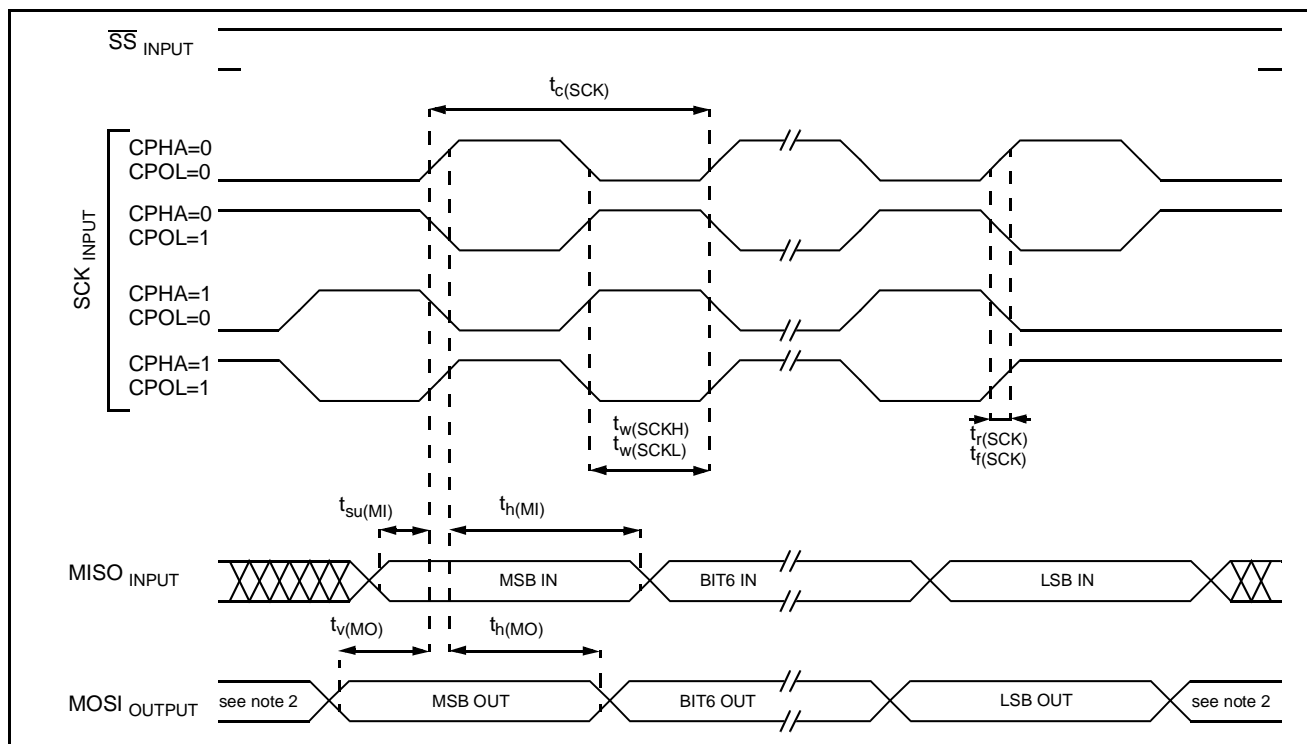 SS INPUT
tc(SCK)
SCK INPUT
CPHA=0
CPOL=0
CPHA=0
CPOL=1
CPHA=1
CPOL=0
CPHA=1
CPOL=1
tw(SCKH)
tw(SCKL)
tr(SCK)
tf(SCK)
tsu(MI)
th(MI)
MISO INPUT
MSB IN
BIT6 IN
LSB IN
tv(MO)
th(MO)
MOSI OUTPUT
see note 2
MSB OUT
BIT6 OUT
LSB OUT
see note 2